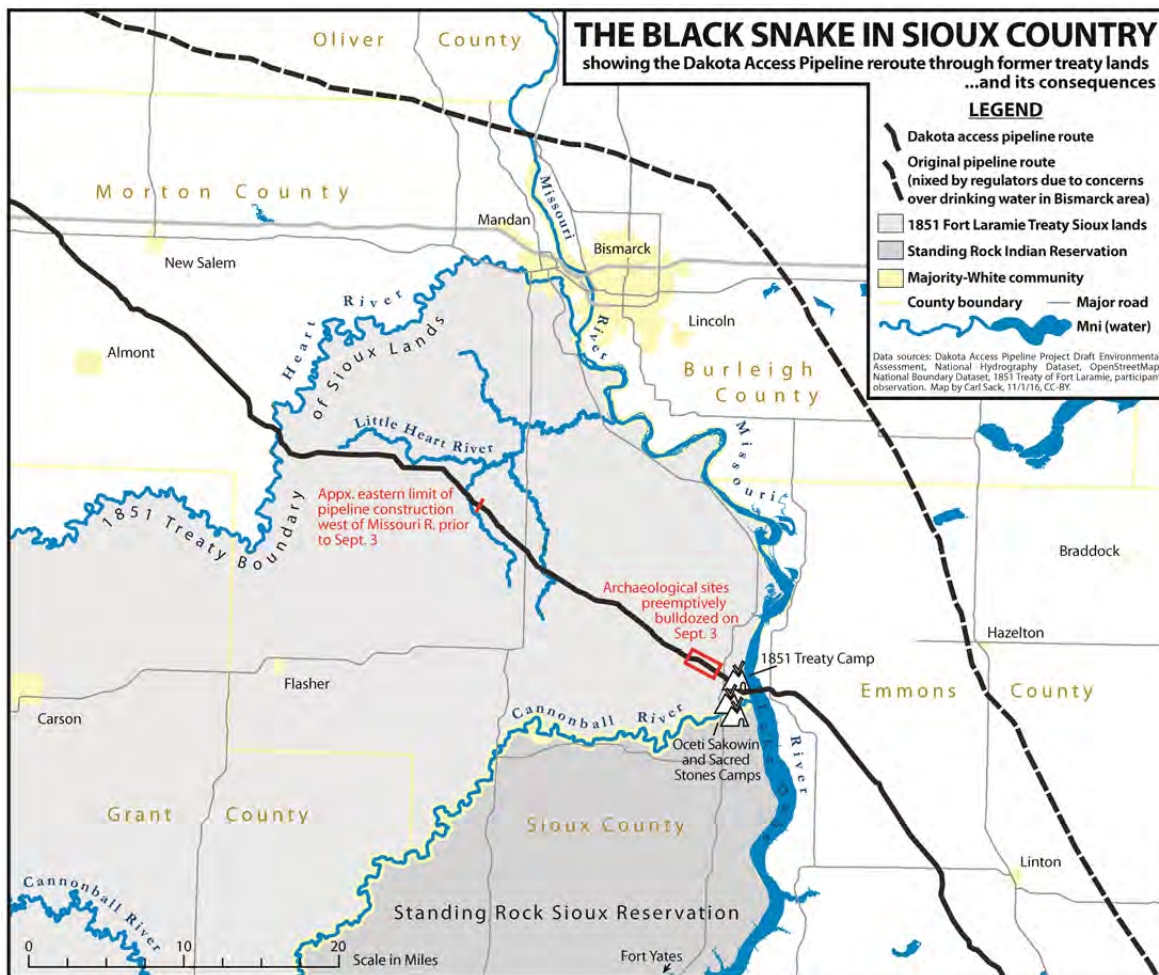 THE BLACK SNAKE IN SIOUX COUNTRY
showing the Dakota Access Pipeline reroute through former treaty lands
...and its consequences
LEGEND
Dakota access pipeline route
Original pipeline route
(nixed by regulators due to concerns
over drinking water in Bismarck area)
1851 Fort Laramie Treaty Sioux lands
Standing Rock Indian Reservation
Majority-White community
County boundary
Major road
Mni (water)
Data sources: Dakota Access Pipeline Project Draft Environmenta
Assessment, National Hydrography Dataset, OpenStreetMap
National Boundary Dataset, 1851 Treaty of Fort Laramie, participan
observation. Map by Carl Sack, 11/1/16, CC-BY.
Oliver County
Morton County
Missouri
River
Mandan
Bismarck
New Salem
Lincoln
Heart River
of Sioux Lands
Almont
Burleigh
County
Little Heart River
Missouri
River
1851 Treaty Boundary
Appx. eastern limit of
pipeline construction
west of Missouri R. prior
to Sept. 3
Braddock
Archaeological sites
preemptively
bulldozed on
Sept. 3
Hazelton
1851 Treaty Camp
Flasher
Emmons County
Carson
Cannonball River
Oceti Sakowin
and Sacred
Stones Camps
Grant County
Sioux County
Linton
Cannonball
River
Standing Rock Sioux Reservation
0 10 20
Scale in Miles
Fort Yates